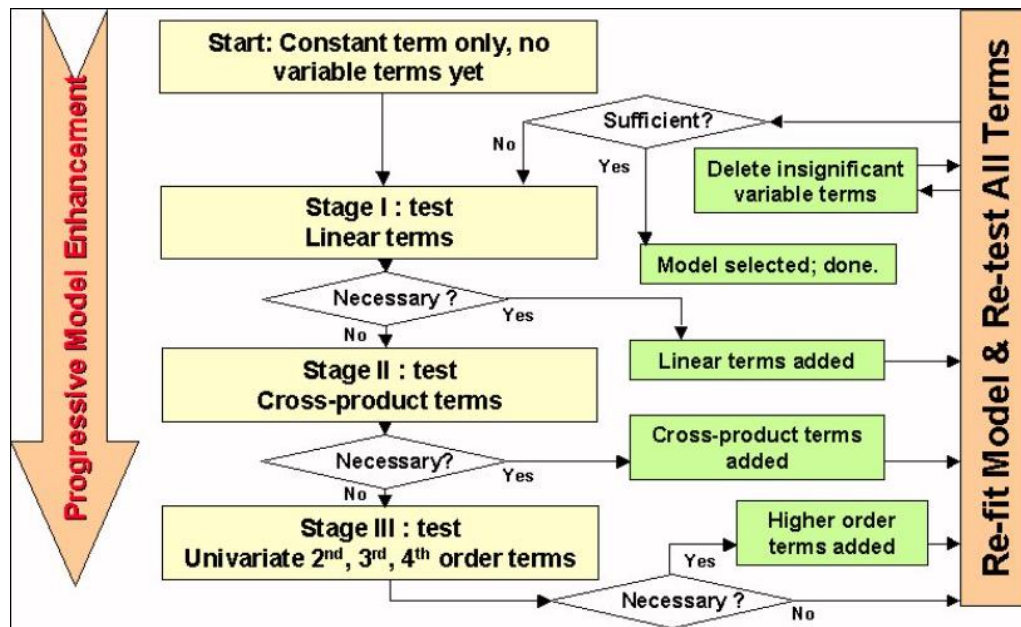 Progressive Model Enhancement
Start: Constant term only, no
variable terms yet
Sufficient?
No
Yes
Delete insignificant
variable terms
Stage I : test
Linear terms
Model selected; done.
Necessary ?
Yes
No
Linear terms added
Stage II : test
Cross-product terms
Cross-product terms
added
Necessary?
Yes
No
Stage III : test
Univariate 2nd, 3rd, 4th order terms
Higher order
terms added
Yes
Necessary ?
No
Re-fit Model & Re-test All Terms